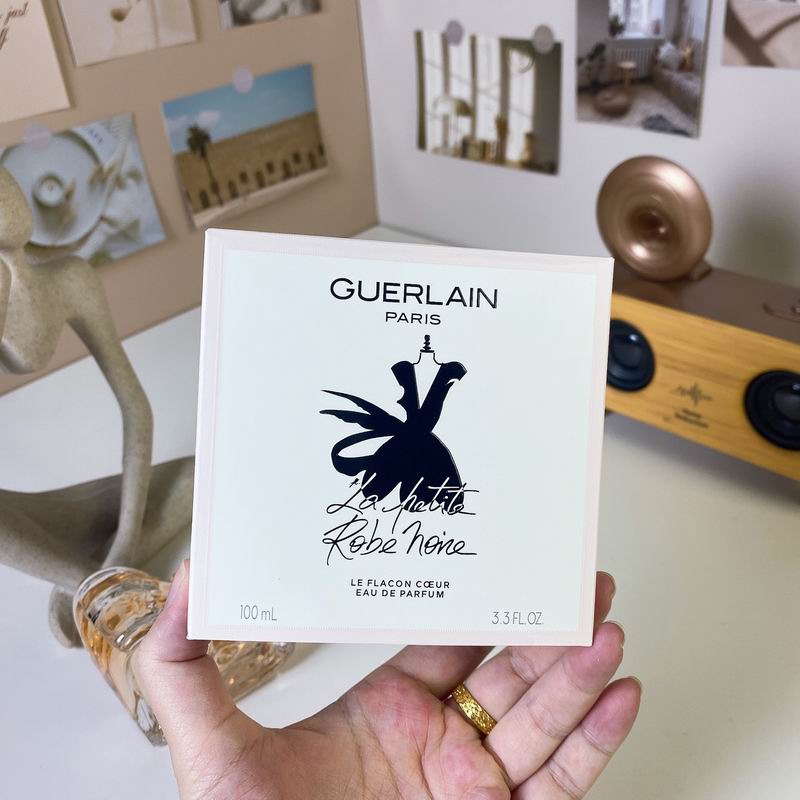 GUERLAIN
PARIS
La petite
Robe Noire
LE FLACON CŒUR
EAU DE PARFUM
100 mL
3.3 FL.OZ.